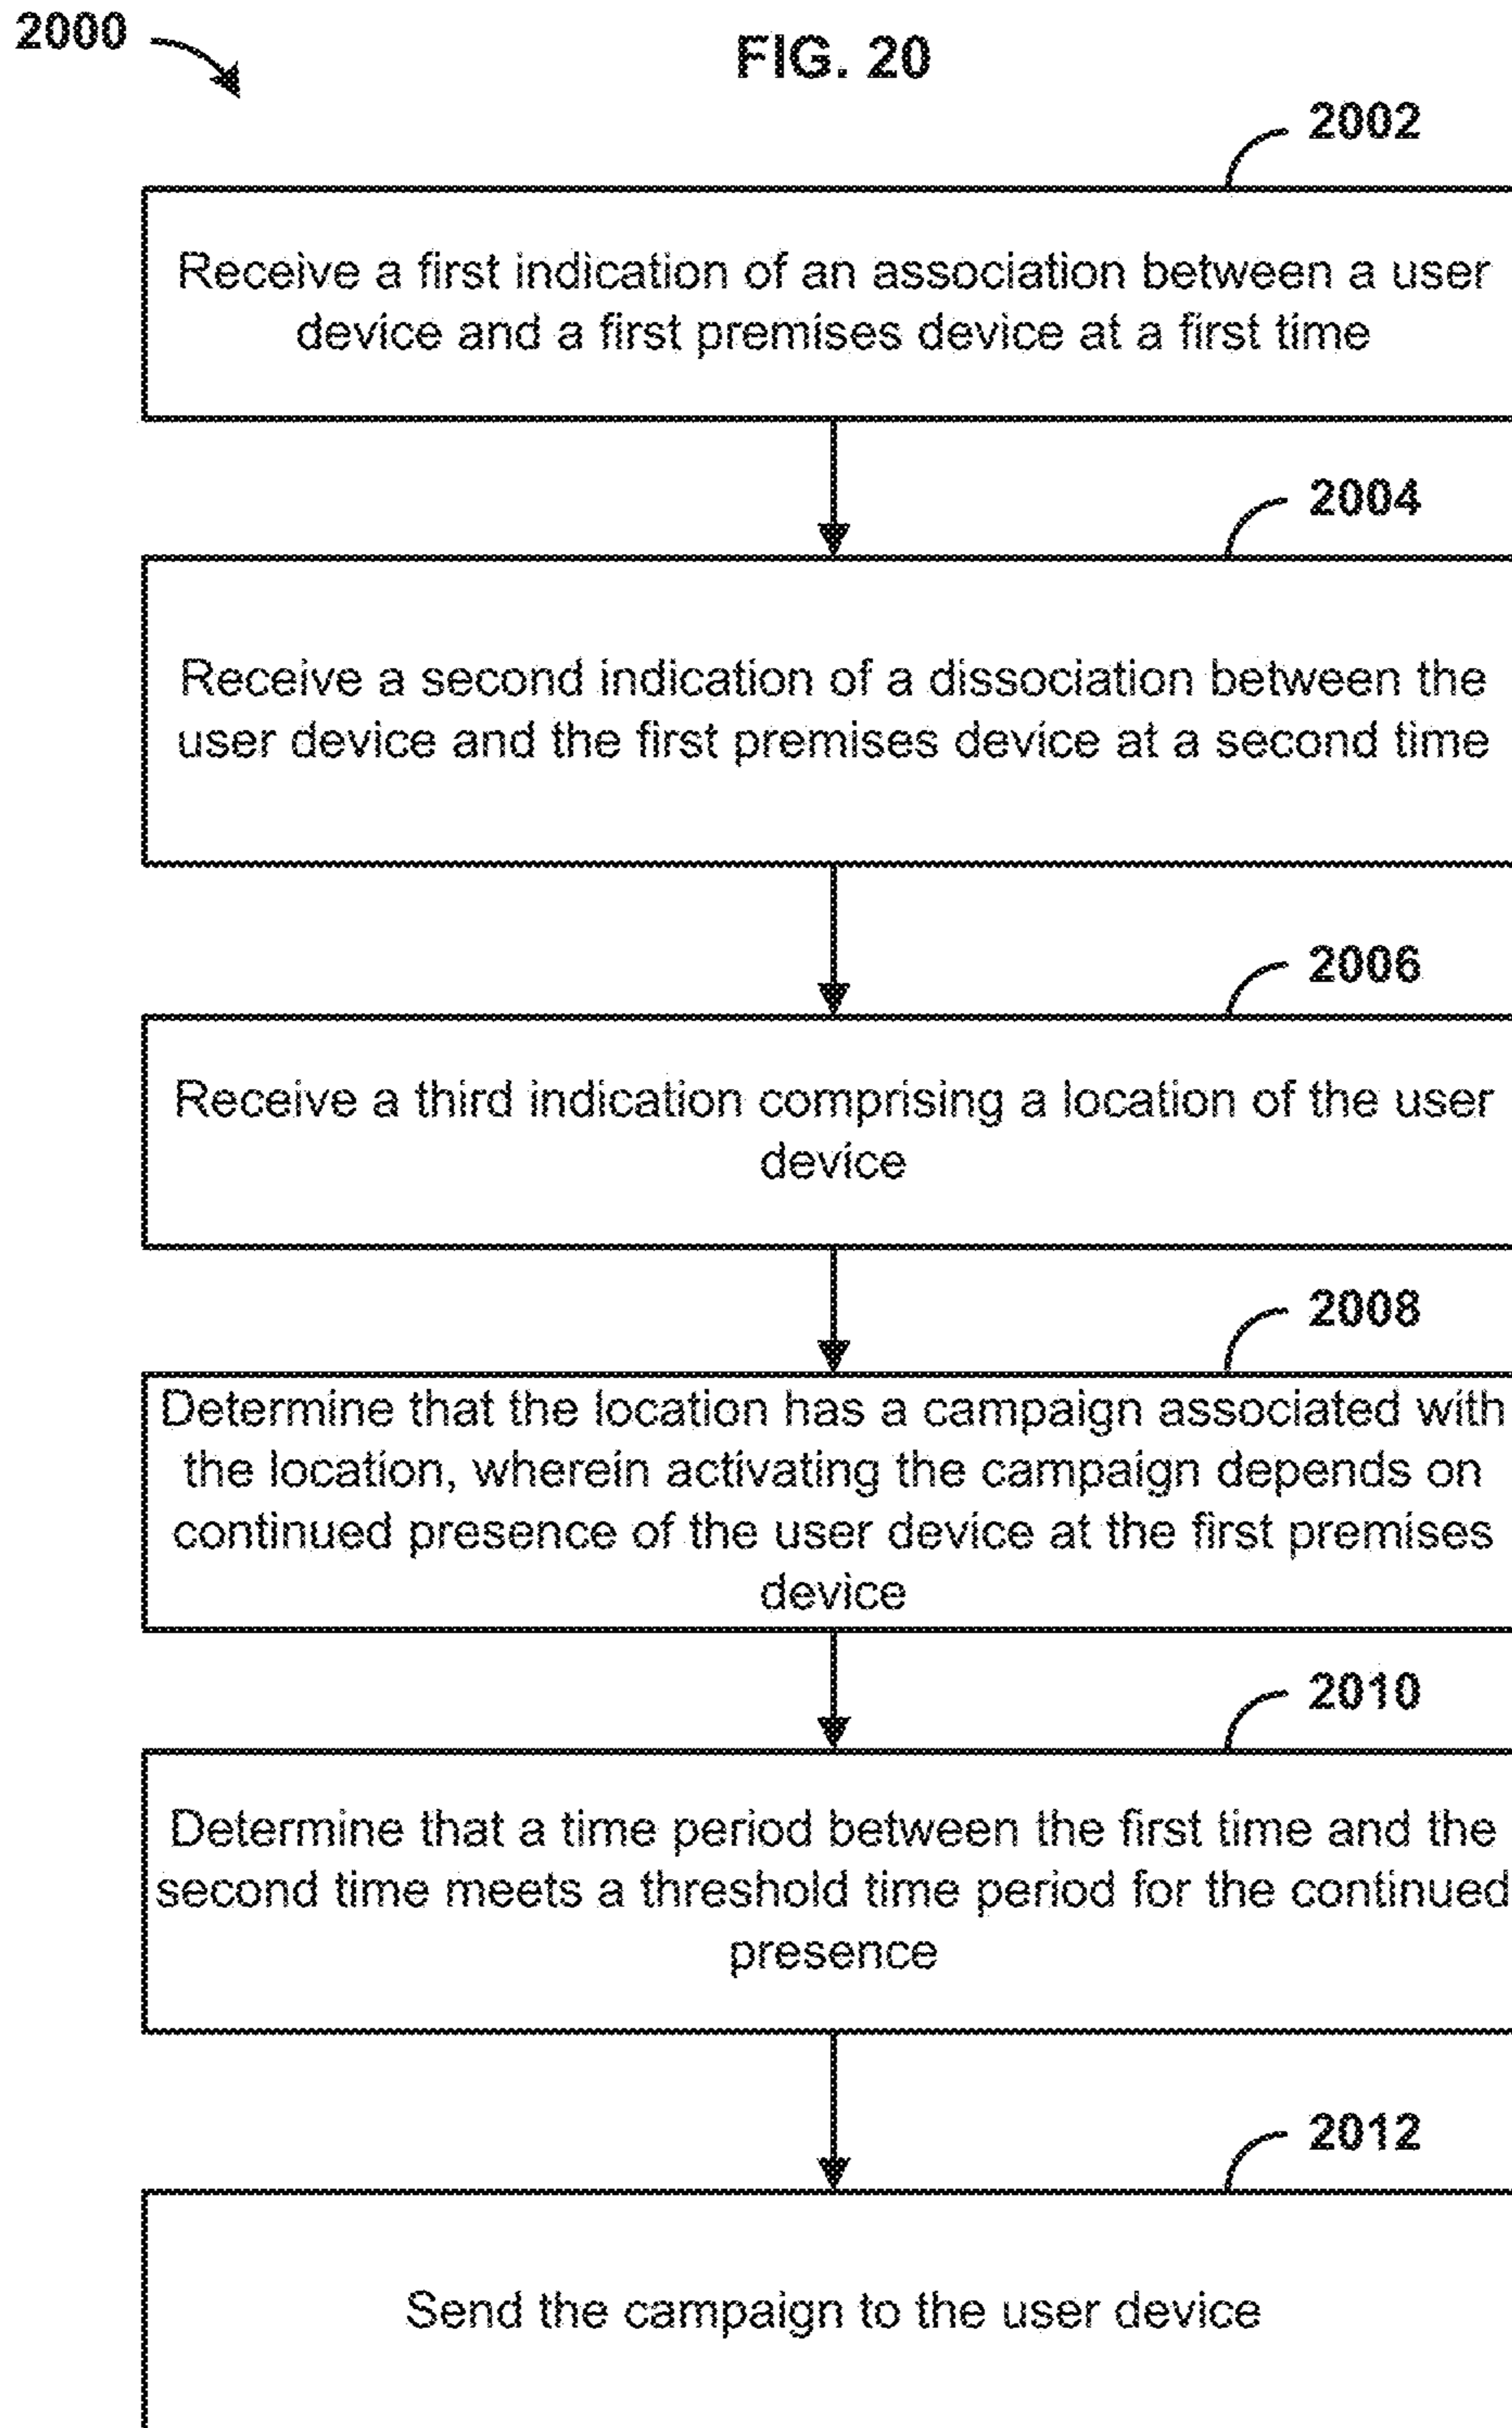 2000
FIG. 20
2002
Receive a first indication of an association between a user
device and a first premises device at a first time
2004
Receive a second indication of a dissociation between the
user device and the first premises device at a second time
2006
Receive a third indication comprising a location of the user
device
2008
Determine that the location has a campaign associated with
the location, wherein activating the campaign depends on
continued presence of the user device at the first premises
device
2010
Determine that a time period between the first time and the
second time meets a threshold time period for the continued
presence
2012
Send the campaign to the user device